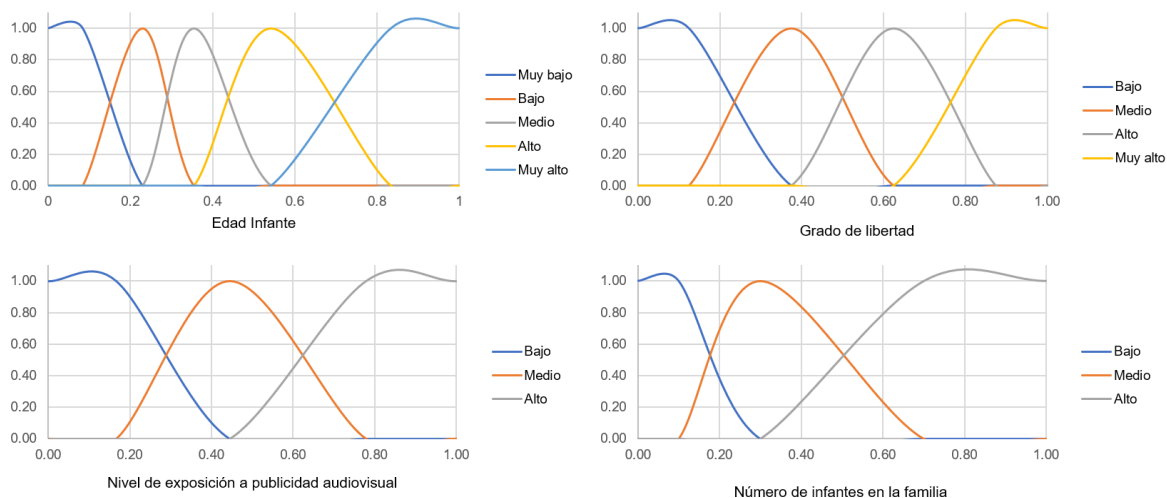 1.00
0.80
0.60
0.40
0.20
0.00
0 0.2 0.4 0.6 0.8 1
Edad Infante
Muy bajo
Bajo
Medio
Alto
Muy alto
1.00
0.80
0.60
0.40
0.20
0.00
0.00 0.20 0.40 0.60 0.80 1.00
Grado de libertad
Bajo
Medio
Alto
Muy alto
1.00
0.80
0.60
0.40
0.20
0.00
0.00 0.20 0.40 0.60 0.80 1.00
Nivel de exposición a publicidad audiovisual
Bajo
Medio
Alto
1.00
0.80
0.60
0.40
0.20
0.00
0.00 0.20 0.40 0.60 0.80 1.00
Número de infantes en la familia
Bajo
Medio
Alto